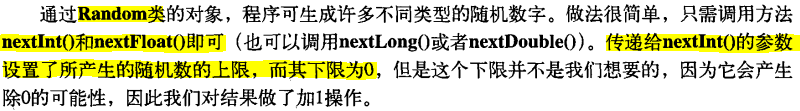 通过Random类的对象，程序可生成许多不同类型的随机数字。做法很简单，只需调用方法
nextInt()和nextFloat()即可（也可以调用nextLong()或者nextDouble()）。传递给nextInt()的参数
设置了所产生的随机数的上限，而其下限为0，但是这个下限并不是我们想要的，因为它会产生
除0的可能性，因此我们对结果做了加1操作。